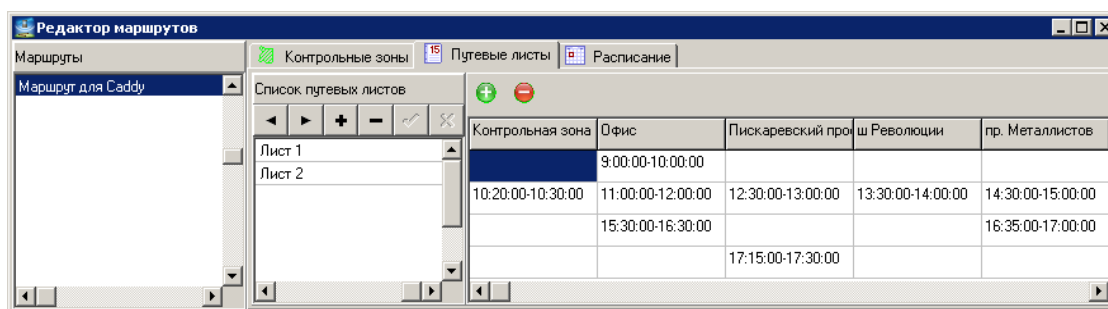 Редактор маршрутов
Маршруты
Контрольные зоны 15 Путевые листы Расписание
Маршрут для Caddy
Список путевых листов
Контрольная зона Офис Пискаревский про ш Революции пр. Металлистов
Лист 1
Лист 2
9:00:00-10:00:00
10:20:00-10:30:00 11:00:00-12:00:00 12:30:00-13:00:00 13:30:00-14:00:00 14:30:00-15:00:00
15:30:00-16:30:00 16:35:00-17:00:00
17:15:00-17:30:00